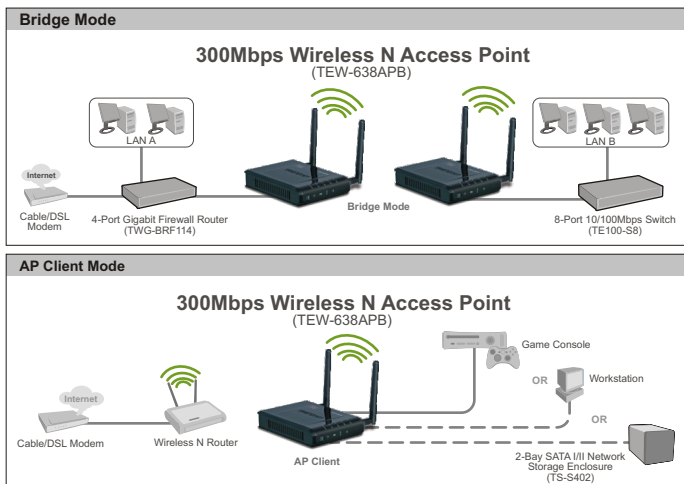 Bridge Mode
300Mbps Wireless N Access Point
(TEW-638APB)
LAN A
LAN B
Internet
Cable/DSL
Modem
4-Port Gigabit Firewall Router
(TWG-BRF114)
Bridge Mode
8-Port 10/100Mbps Switch
(TE100-S8)
AP Client Mode
300Mbps Wireless N Access Point
(TEW-638APB)
Game Console
OR
Workstation
Internet
OR
Cable/DSL Modem
Wireless N Router
AP Client
2-Bay SATA I/II Network
Storage Enclosure
(TS-S402)